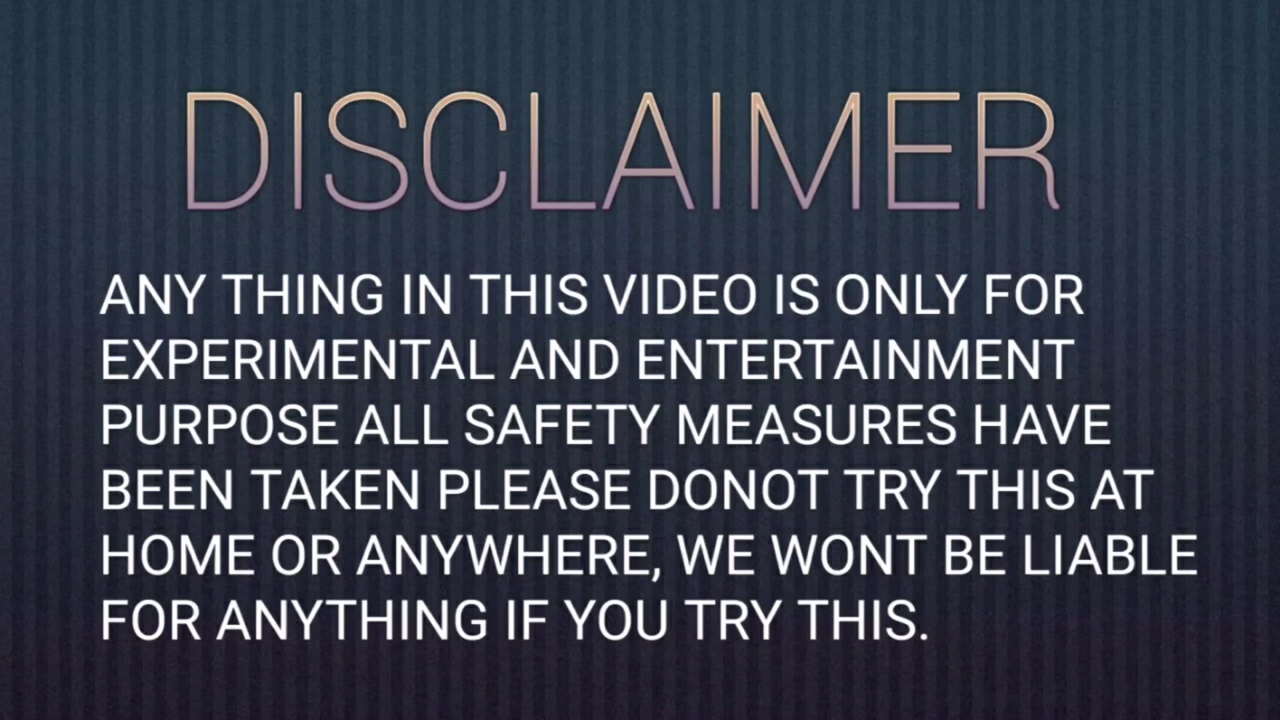 DISCLAIMER
ANY THING IN THIS VIDEO IS ONLY FOR
EXPERIMENTAL AND ENTERTAINMENT
PURPOSE ALL SAFETY MEASURES HAVE
BEEN TAKEN PLEASE DONOT TRY THIS AT
HOME OR ANYWHERE, WE WONT BE LIABLE
FOR ANYTHING IF YOU TRY THIS.